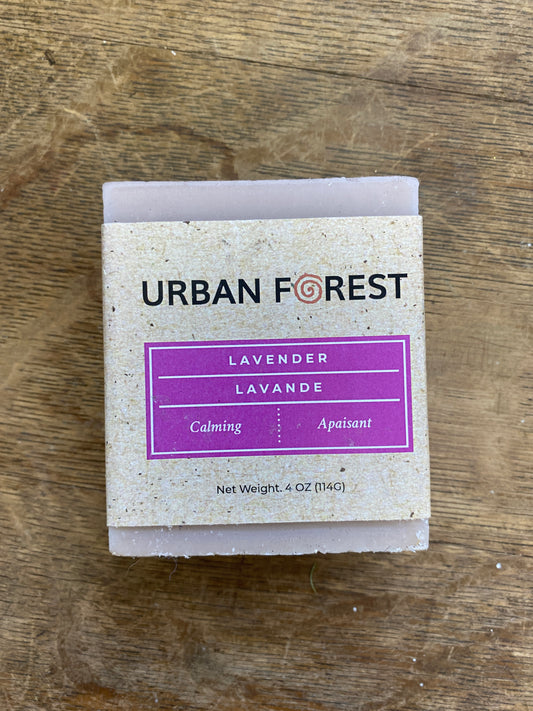 URBAN FOREST
LAVENDER
LAVANDE
Calming Apaisant
Net Weight. 4 OZ (114G)